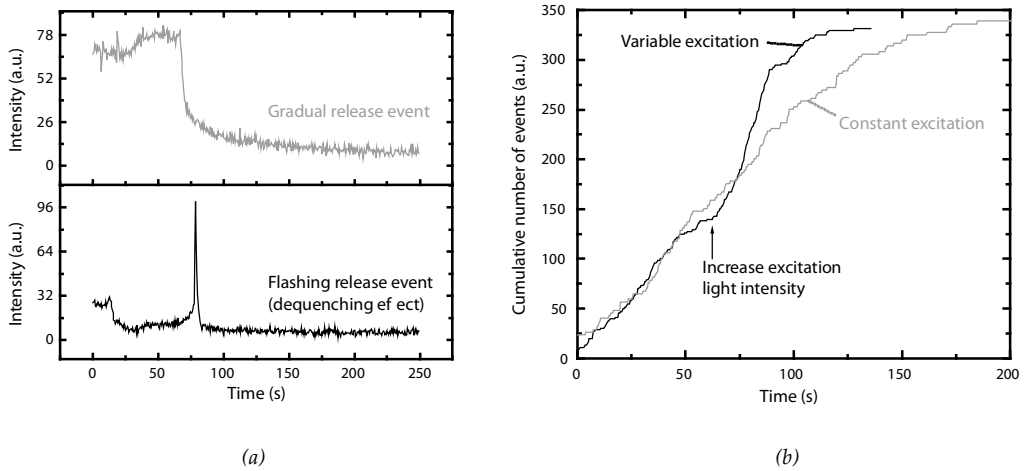 78
52
26
0
Intensity (a.u.)
Gradual release event
96
64
32
0
Intensity (a.u.)
Flashing release event
(dequenching ef ect)
0 50 100 150 200 250
Time (s)
(a)
350
300
250
200
150
100
50
0
Cumulative number of events (a.u.)
Variable excitation
Constant excitation
Increase excitation
light intensity
0 50 100 150 200
Time (s)
(b)